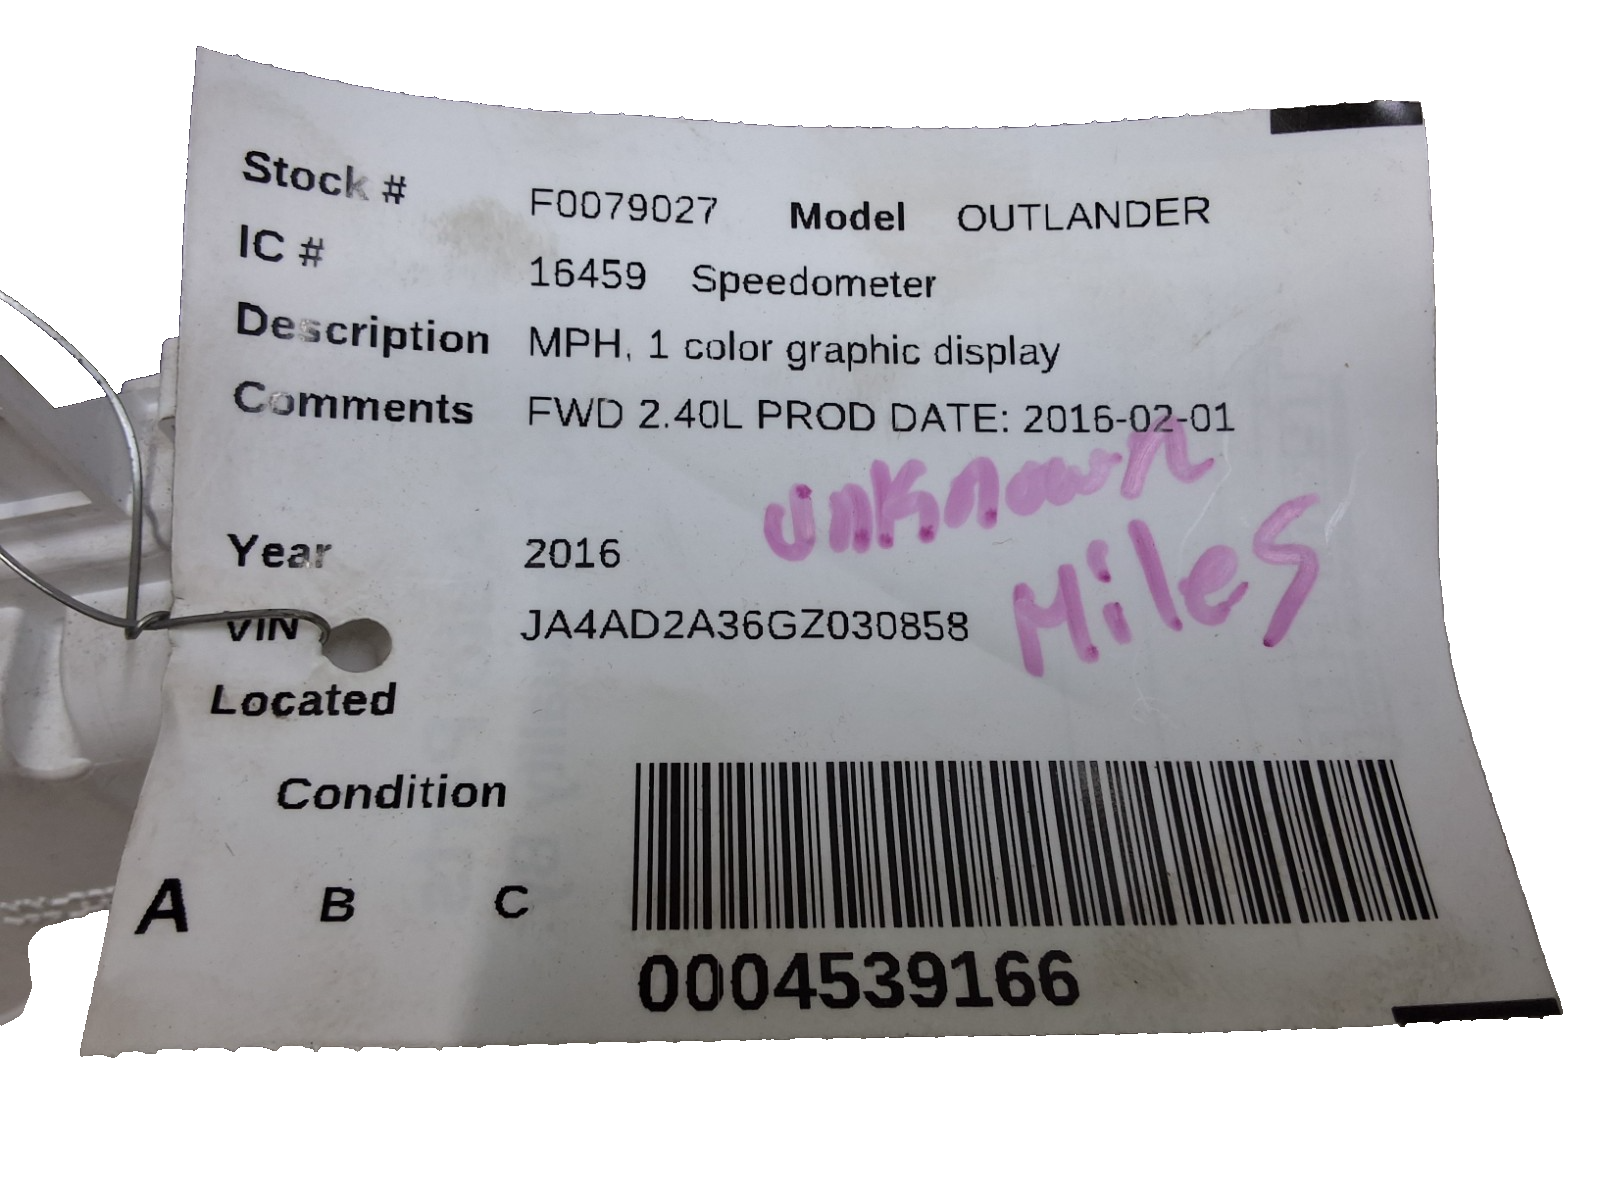 Stock # F0079027 Model OUTLANDER
IC # 16459 Speedometer
Description MPH, 1 color graphic display
Comments FWD 2.40L PROD DATE: 2016-02-01
unknown
Miles
Year 2016
VIN JA4AD2A36GZ030858
Located
Condition
A B C
0004539166